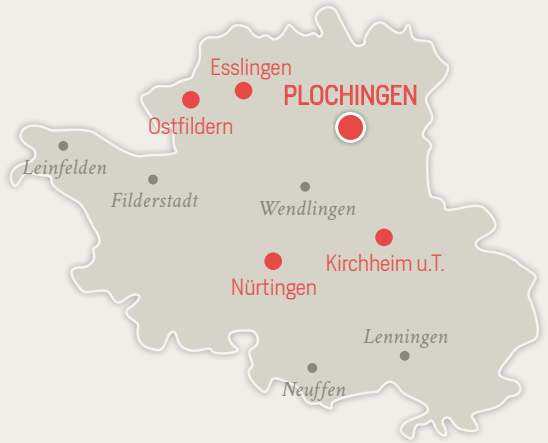 Esslingen
PLOCHINGEN
Ostfildern
Leinfelden
Filderstadt
Wendlingen
Kirchheim u.T.
Nürtingen
Lenningen
Neuffen